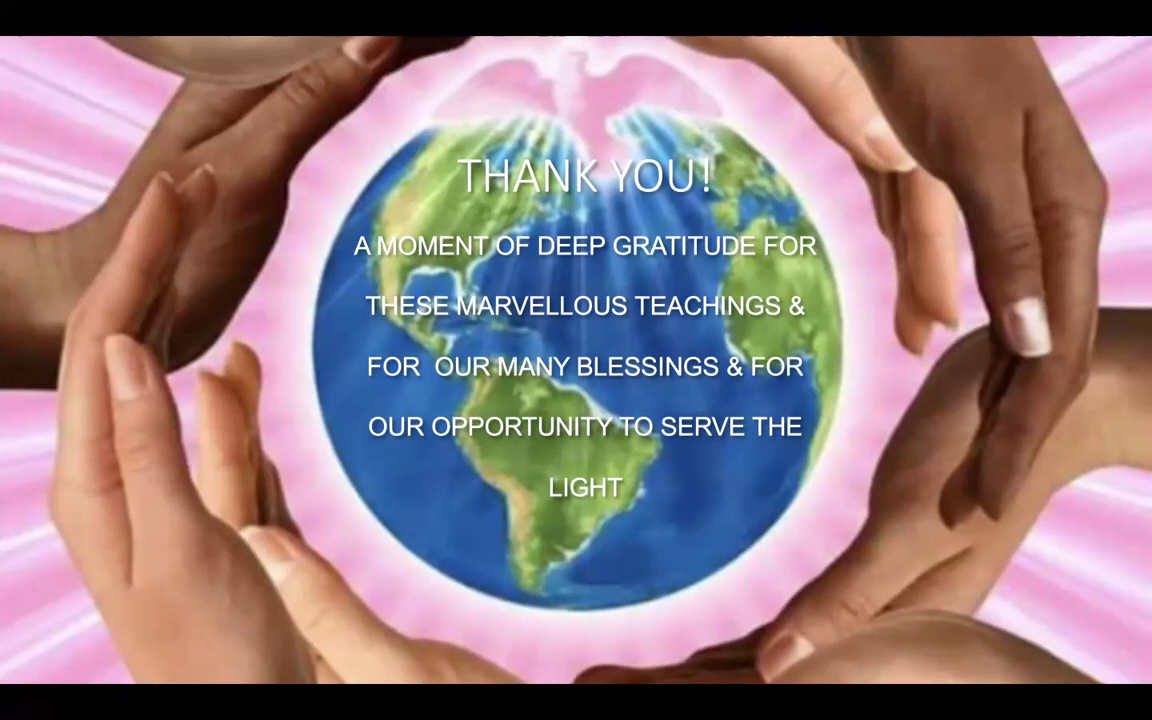 THANK YOU!
A MOMENT OF DEEP GRATITUDE FOR
THESE MARVELLOUS TEACHINGS &
FOR  OUR MANY BLESSINGS & FOR
OUR OPPORTUNITY TO SERVE THE
LIGHT